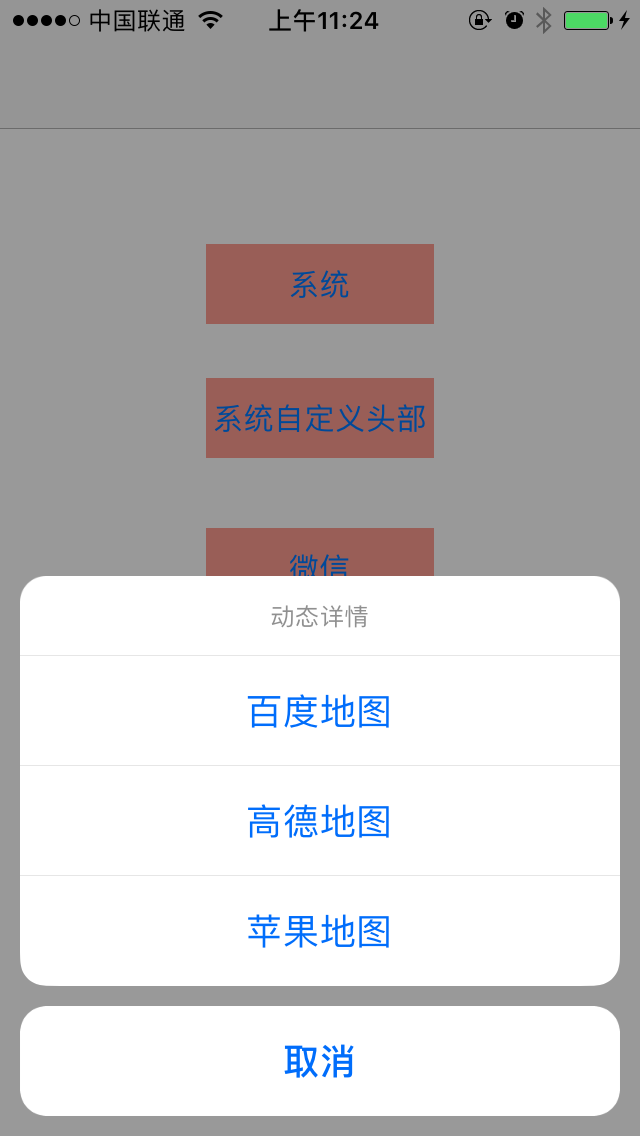 中国联通 上午11:24
系统
系统自定义头部
微信
动态详情
百度地图
高德地图
苹果地图
取消